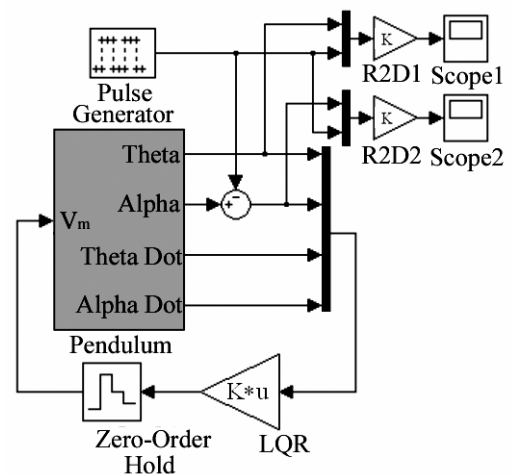 K
R2D1
Scope1
Pulse
Generator
K
R2D2
Scope2
Theta
Alpha
+
-
Vm
Theta Dot
Alpha Dot
Pendulum
K*u
LQR
Zero-Order
Hold